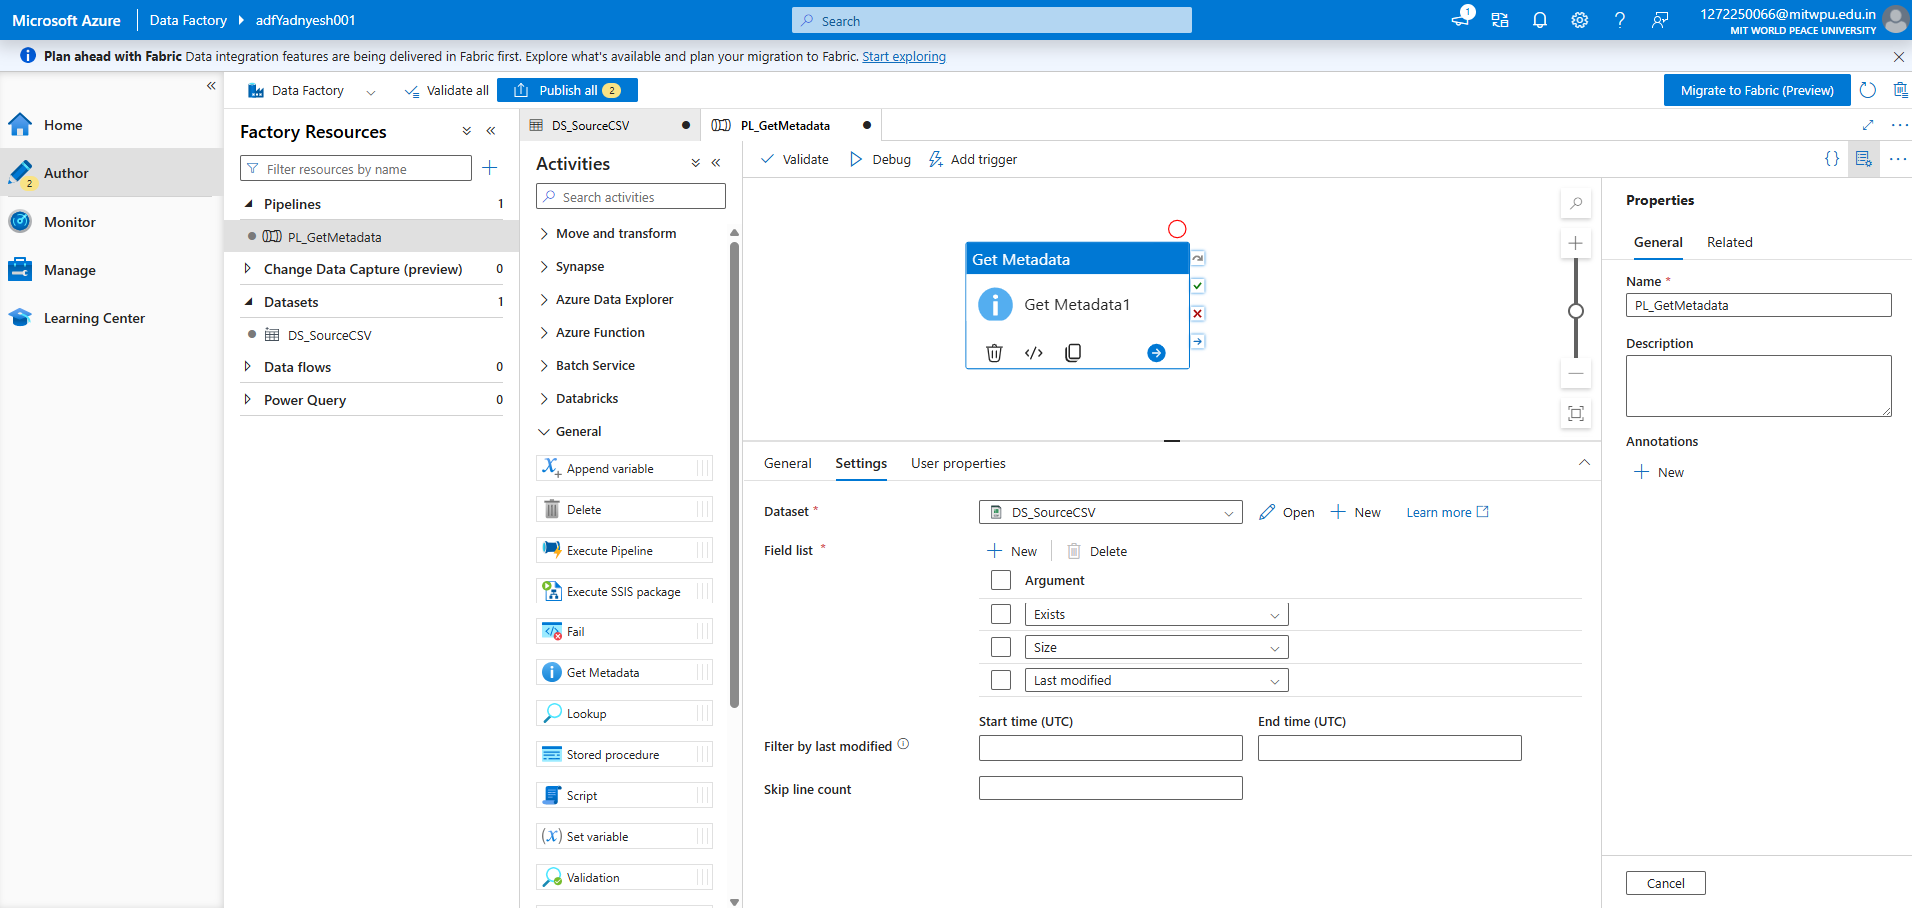 Microsoft Azure Data Factory adfYadnyesh001 Search 1 1272250066@mitwpu.edu.in
MIT WORLD PEACE UNIVERSITY
Plan ahead with Fabric Data integration features are being delivered in Fabric first. Explore what's available and plan your migration to Fabric. Start exploring
Home
Author
2
Monitor
Manage
Learning Center
Data Factory Validate all Publish all 2 Migrate to Fabric (Preview)
Factory Resources
Filter resources by name
Pipelines 1
PL_GetMetadata
Change Data Capture (preview) 0
Datasets 1
DS_SourceCSV
Data flows 0
Power Query 0
DS_SourceCSV PL_GetMetadata
Activities
Search activities
Move and transform
Synapse
Azure Data Explorer
Azure Function
Batch Service
Databricks
General
Append variable
Delete
Execute Pipeline
Execute SSIS package
Fail
Get Metadata
Lookup
Stored procedure
Script
Set variable
Validation
Validate Debug Add trigger
Get Metadata
Get Metadata1
General Settings User properties
Dataset * DS_SourceCSV Open New Learn more
Field list * New Delete
Argument
Exists
Size
Last modified
Start time (UTC) End time (UTC)
Filter by last modified
Skip line count
Properties
General Related
Name *
PL_GetMetadata
Description
Annotations
New
Cancel